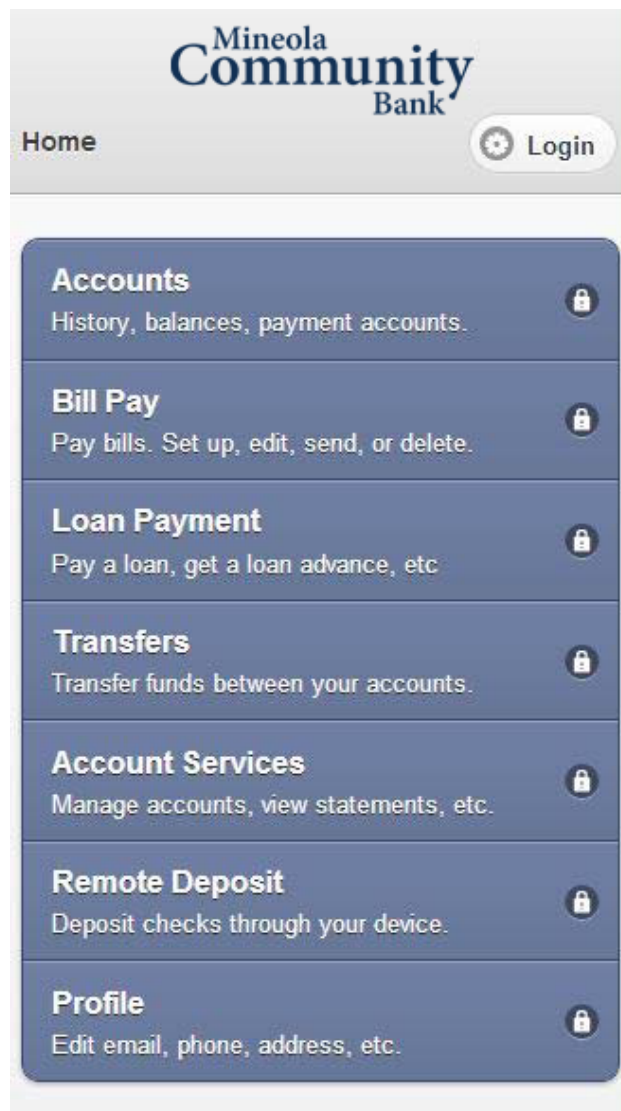 Mineola
Community
Bank
Home
Login
Accounts
History, balances, payment accounts.
Bill Pay
Pay bills. Set up, edit, send, or delete.
Loan Payment
Pay a loan, get a loan advance, etc
Transfers
Transfer funds between your accounts.
Account Services
Manage accounts, view statements, etc.
Remote Deposit
Deposit checks through your device.
Profile
Edit email, phone, address, etc.